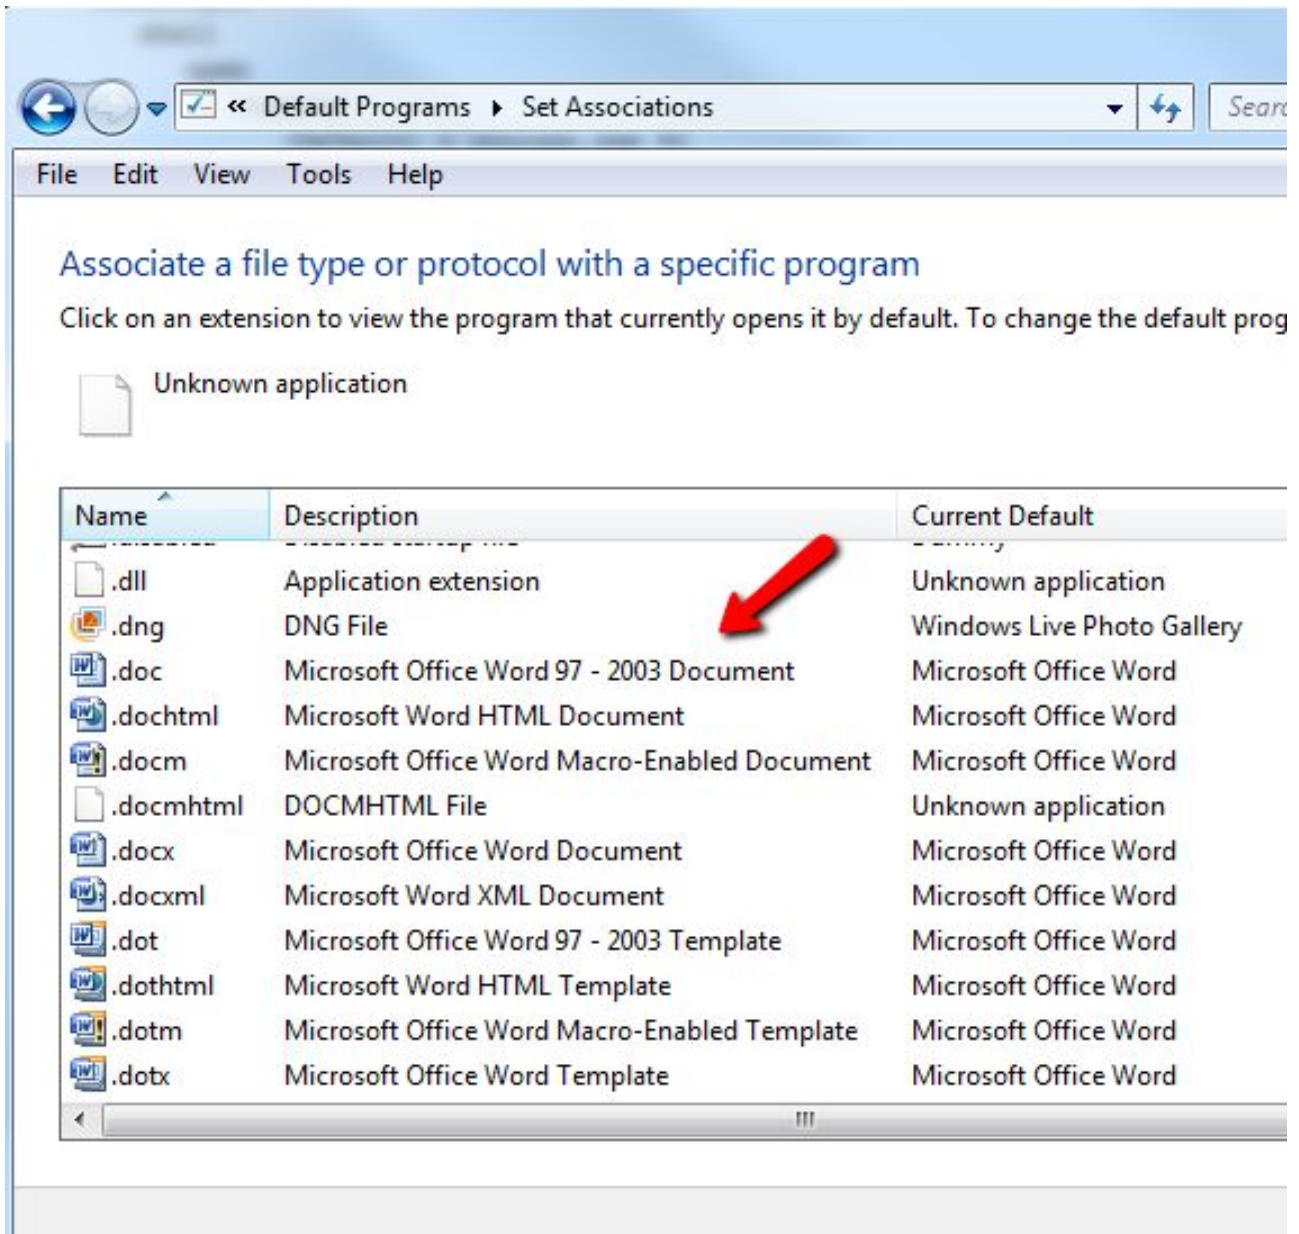 « Default Programs ▸ Set Associations Searc
File Edit View Tools Help
Associate a file type or protocol with a specific program
Click on an extension to view the program that currently opens it by default. To change the default prog
Unknown application
Name Description Current Default
.dll Application extension Unknown application
.dng DNG File Windows Live Photo Gallery
.doc Microsoft Office Word 97 - 2003 Document Microsoft Office Word
.dochtml Microsoft Word HTML Document Microsoft Office Word
.docm Microsoft Office Word Macro-Enabled Document Microsoft Office Word
.docmhtml DOCMHTML File Unknown application
.docx Microsoft Office Word Document Microsoft Office Word
.docxml Microsoft Word XML Document Microsoft Office Word
.dot Microsoft Office Word 97 - 2003 Template Microsoft Office Word
.dothtml Microsoft Word HTML Template Microsoft Office Word
.dotm Microsoft Office Word Macro-Enabled Template Microsoft Office Word
.dotx Microsoft Office Word Template Microsoft Office Word